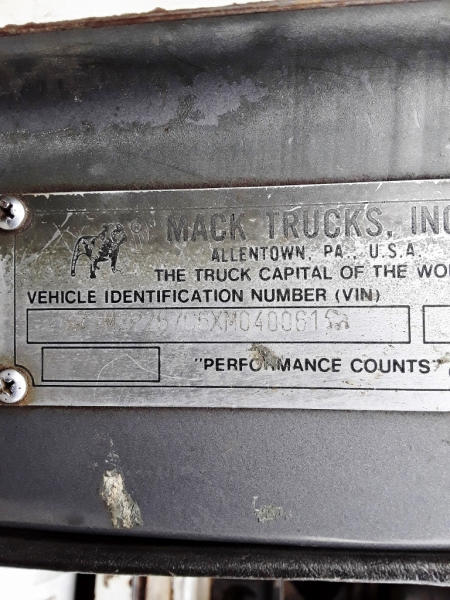 MACK TRUCKS, INC
ALLENTOWN, PA., U.S.A.
THE TRUCK CAPITAL OF THE WO
VEHICLE IDENTIFICATION NUMBER (VIN)
"PERFORMANCE COUNTS"